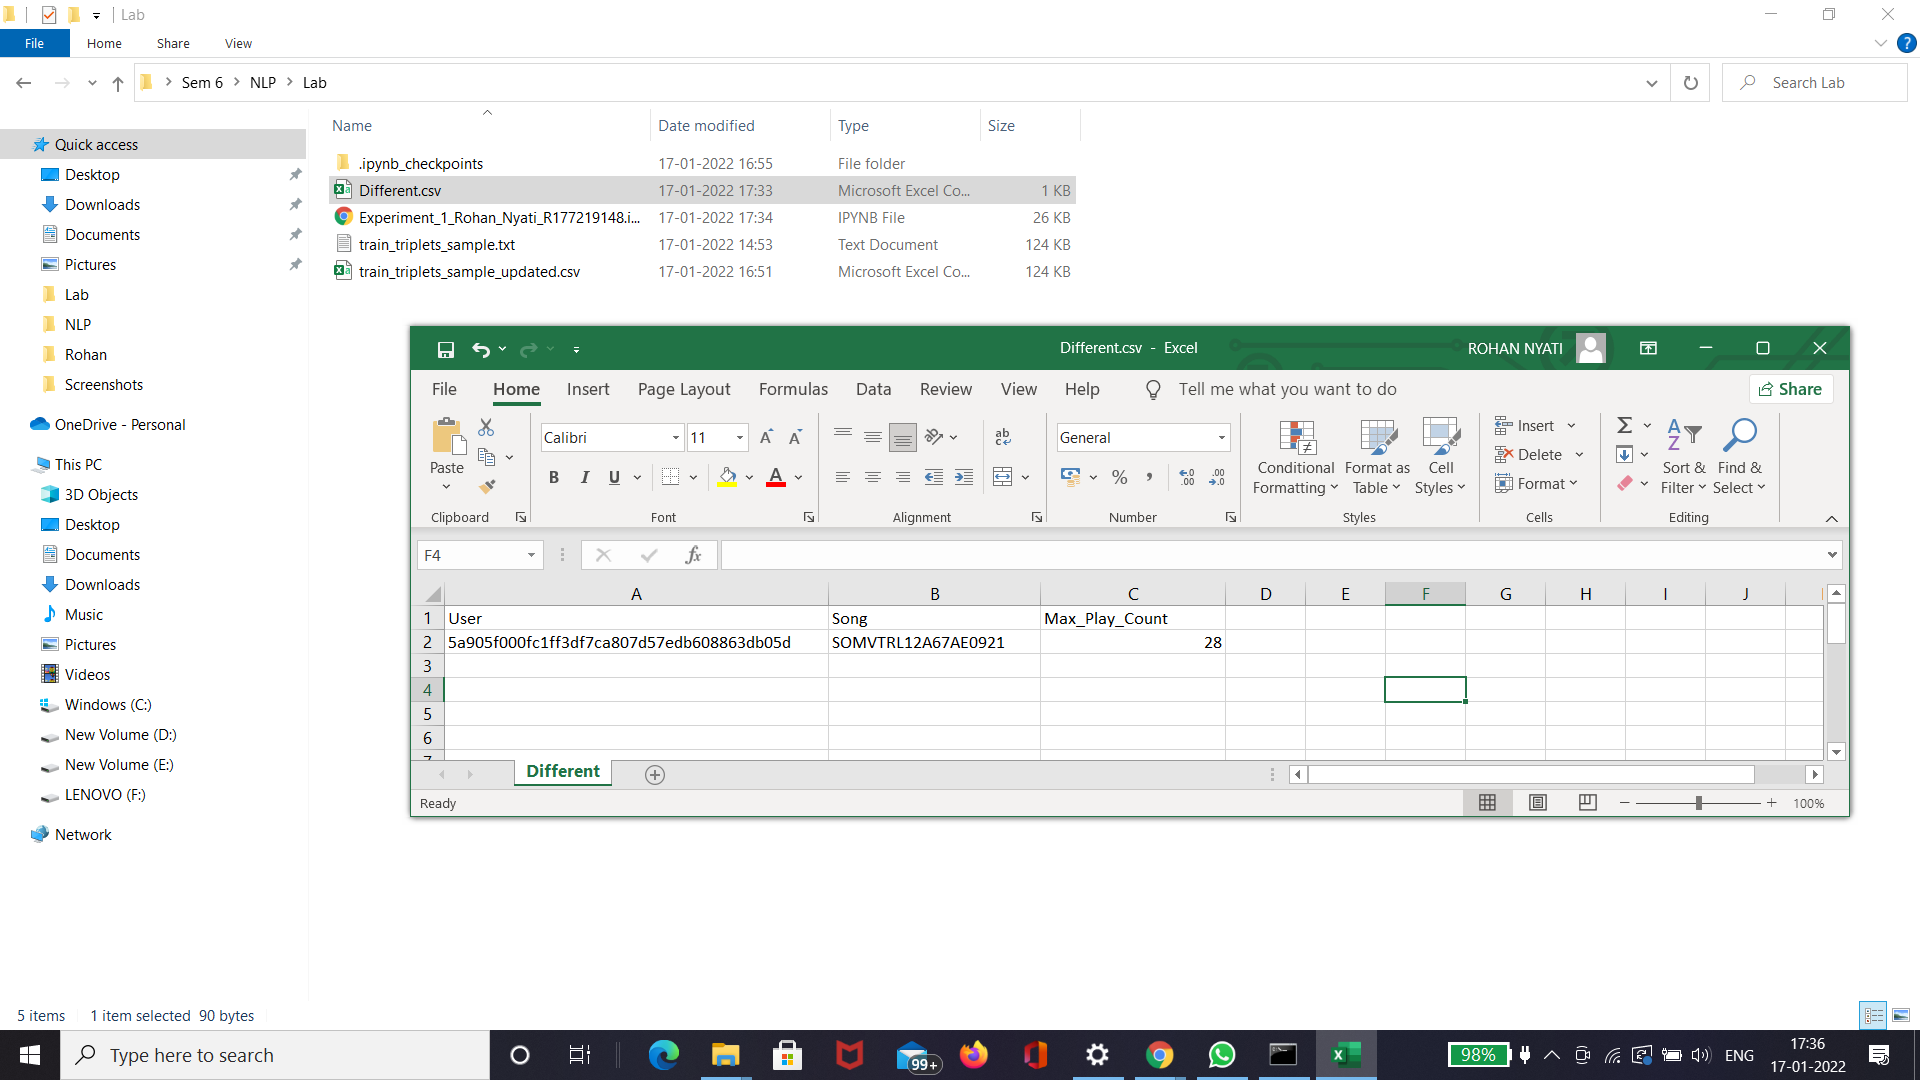 Lab
File
Home
Share
View
?
Sem 6
NLP
Lab
Search Lab
Name
Date modified
Type
Size
.ipynb_checkpoints
17-01-2022 16:55
File folder
Different.csv
17-01-2022 17:33
Microsoft Excel Co...
1 KB
Experiment_1_Rohan_Nyati_R177219148.i...
17-01-2022 17:34
IPYNB File
26 KB
train_triplets_sample.txt
17-01-2022 14:53
Text Document
124 KB
train_triplets_sample_updated.csv
17-01-2022 16:51
Microsoft Excel Co...
124 KB
Quick access
Desktop
Downloads
Documents
Pictures
Lab
NLP
Rohan
Screenshots
OneDrive - Personal
This PC
3D Objects
Desktop
Documents
Downloads
Music
Pictures
Videos
Windows (C:)
New Volume (D:)
New Volume (E:)
LENOVO (F:)
Network
Different.csv - Excel
ROHAN NYATI
File
Home
Insert
Page Layout
Formulas
Data
Review
View
Help
Tell me what you want to do
Share
Paste
Clipboard
Calibri
11
B
I
U
Font
ab
Alignment
General
%
Number
Conditional
Formatting
Format as
Table
Cell
Styles
Styles
Insert
Delete
Format
Cells
Sort &
Filter
Find &
Select
Editing
F4
fx
A
B
C
D
E
F
G
H
I
J
1
User
Song
Max_Play_Count
2
5a905f000fc1ff3df7ca807d57edb608863db05d
SOMVTRL12A67AE0921
28
3
4
5
6
Different
Ready
100%
5 items
1 item selected 90 bytes
Type here to search
99+
98%
ENG
17:36
17-01-2022